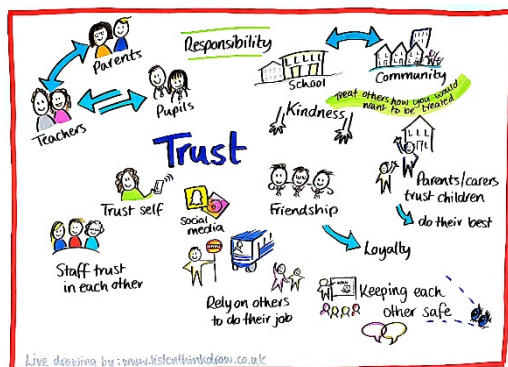 Parents
Responsibility
School
Community
Teachers
Pupils
Kindness
Treat others how you would
want to be treated
Trust
Trust self
Social
media
Friendship
Parents/carers
trust children
do their best
Loyalty
Staff trust
in each other
Rely on others
to do their job
Keeping each
other safe
Live drawing by: www.listenthinkdraw.co.uk